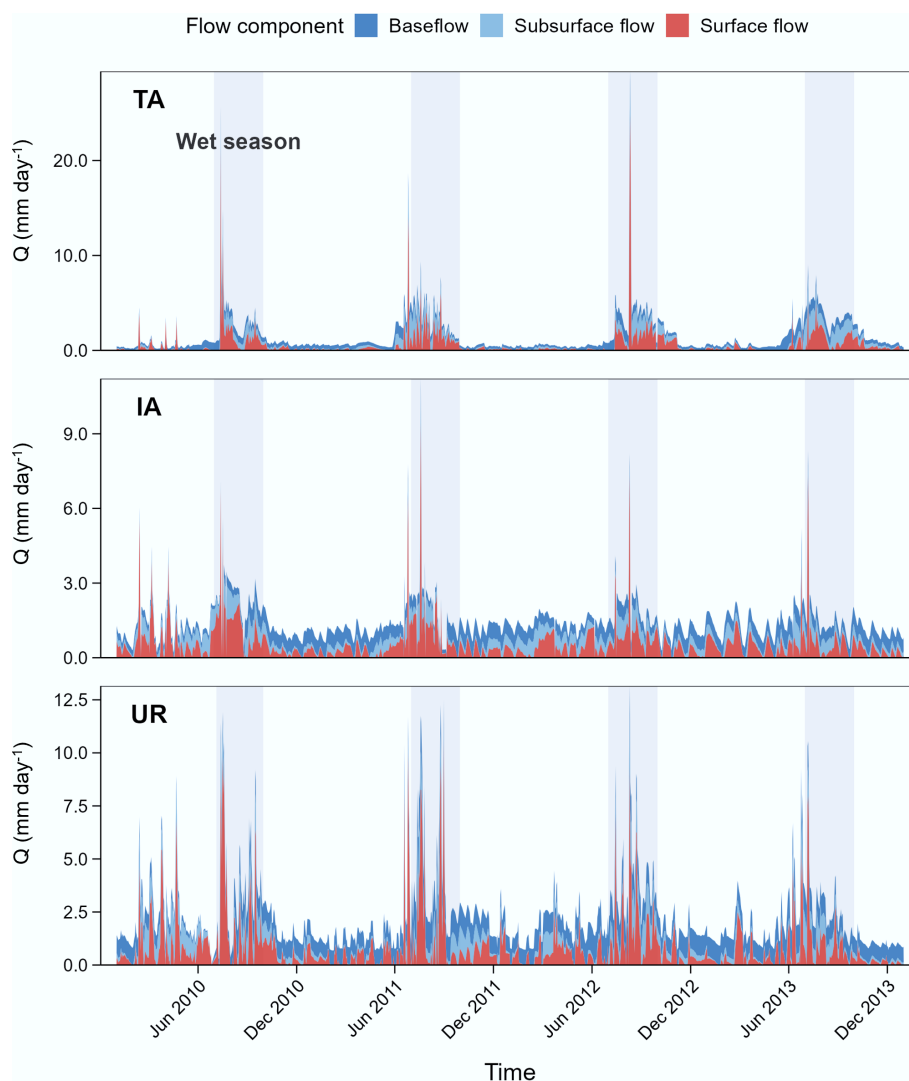 Flow component Baseflow Subsurface flow Surface flow
TA
Wet season
Q (mm day⁻¹)
20.0
10.0
0.0
IA
Q (mm day⁻¹)
9.0
6.0
3.0
0.0
UR
Q (mm day⁻¹)
12.5
10.0
7.5
5.0
2.5
0.0
Jun 2010 Dec 2010 Jun 2011 Dec 2011 Jun 2012 Dec 2012 Jun 2013 Dec 2013
Time